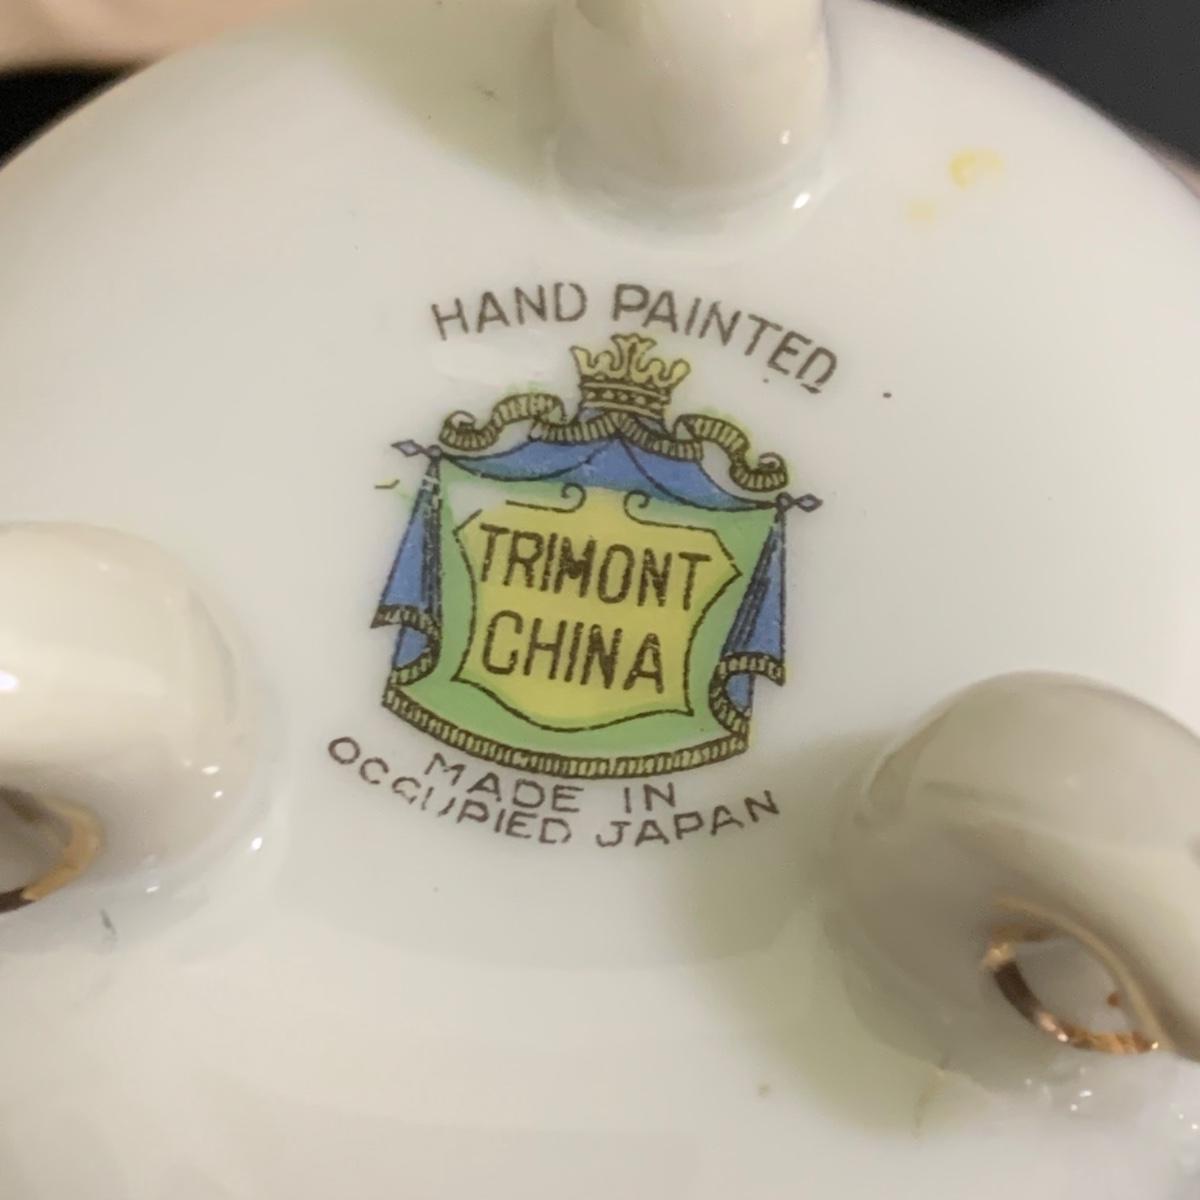 HAND PAINTED
TRIMONT
CHINA
MADE IN
OCCUPIED JAPAN